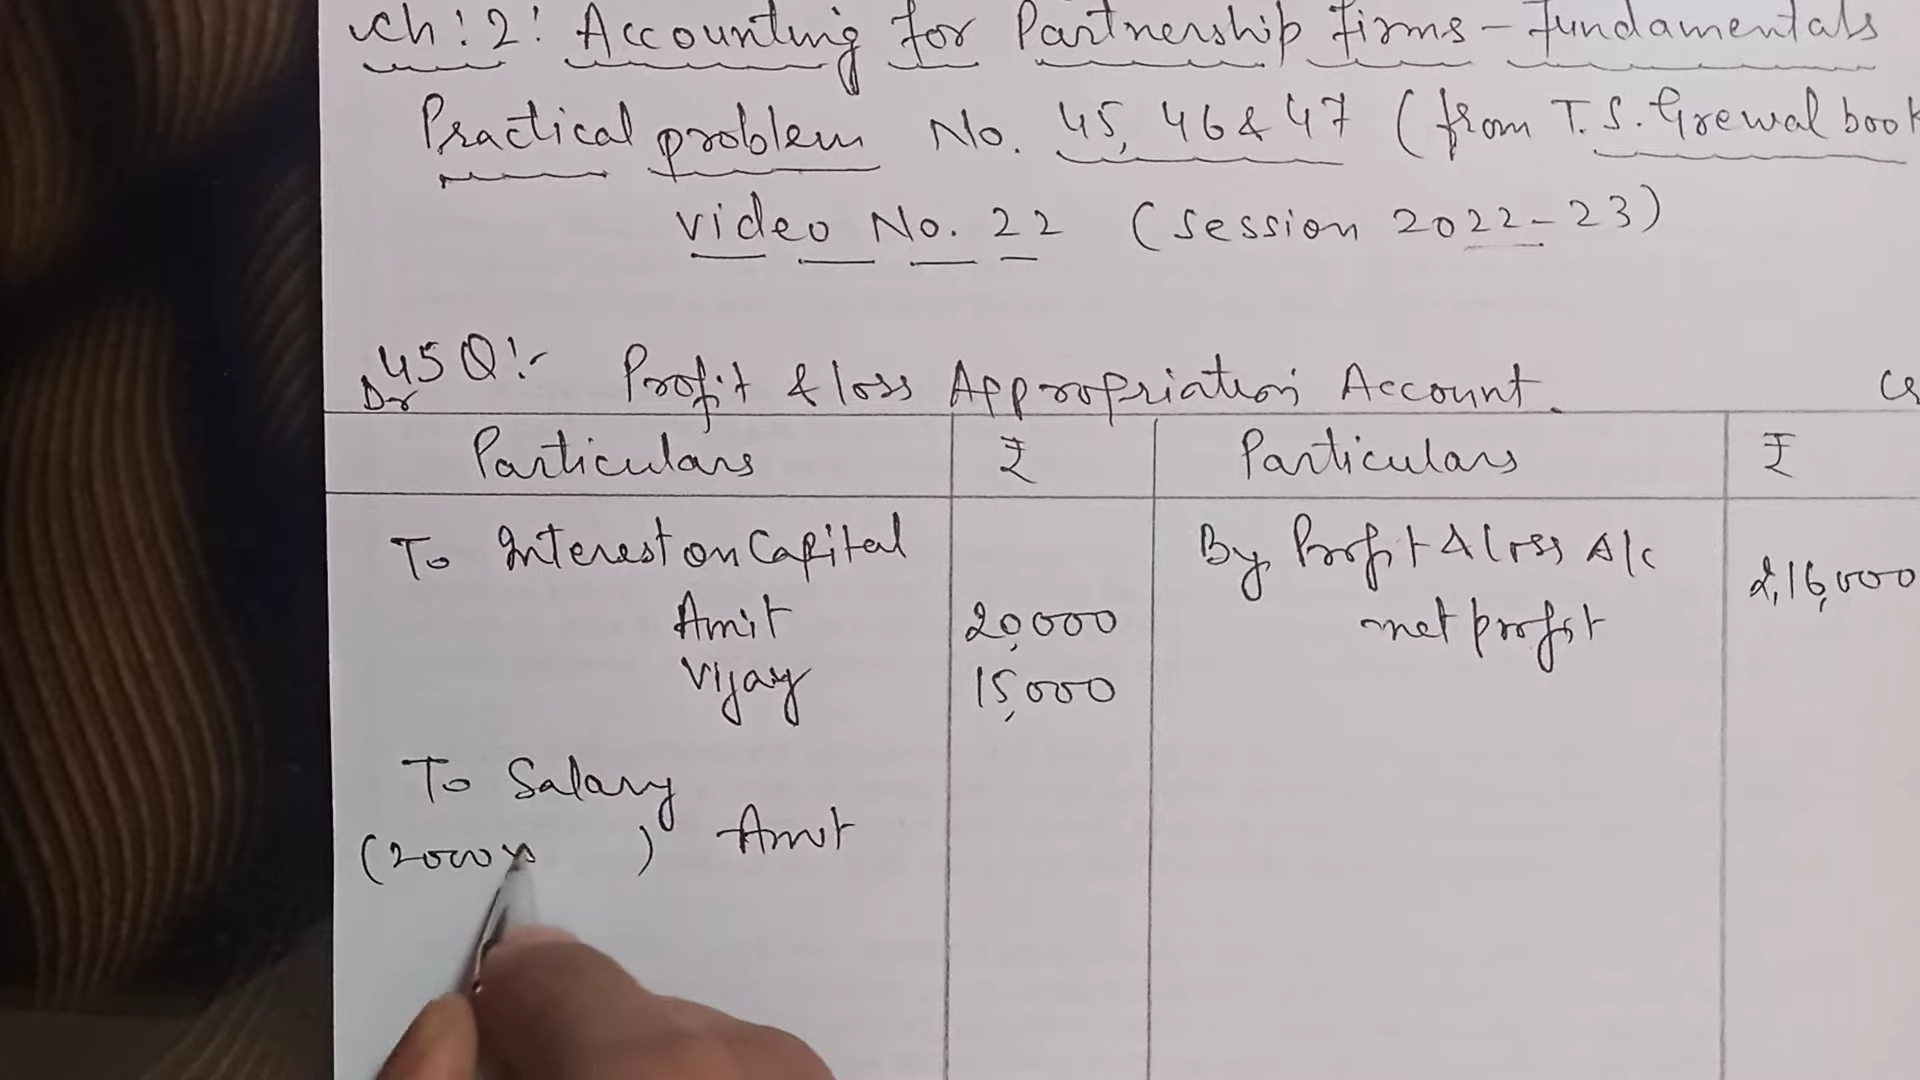 Ch: 2: Accounting for Partnership firms - fundamentals
Practical problem No. 45, 46 & 47 (from T.S. Grewal book
video No. 22 (session 2022-23)
45 Q:- Profit & loss Appropriation Account.
Dr Cr
Particulars ₹ Particulars ₹
To Interest on Capital By Profit & Loss A/c 2,16,000
Amit 20,000 net profit
Vijay 15,000
To Salary
(2000 x ) Amit